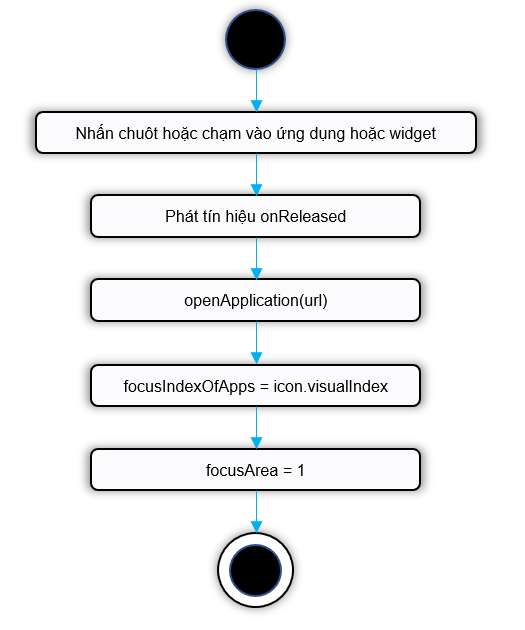 Nhấn chuôt hoặc chạm vào ứng dụng hoặc widget
Phát tín hiệu onReleased
openApplication(url)
focusIndexOfApps = icon.visualIndex
focusArea = 1